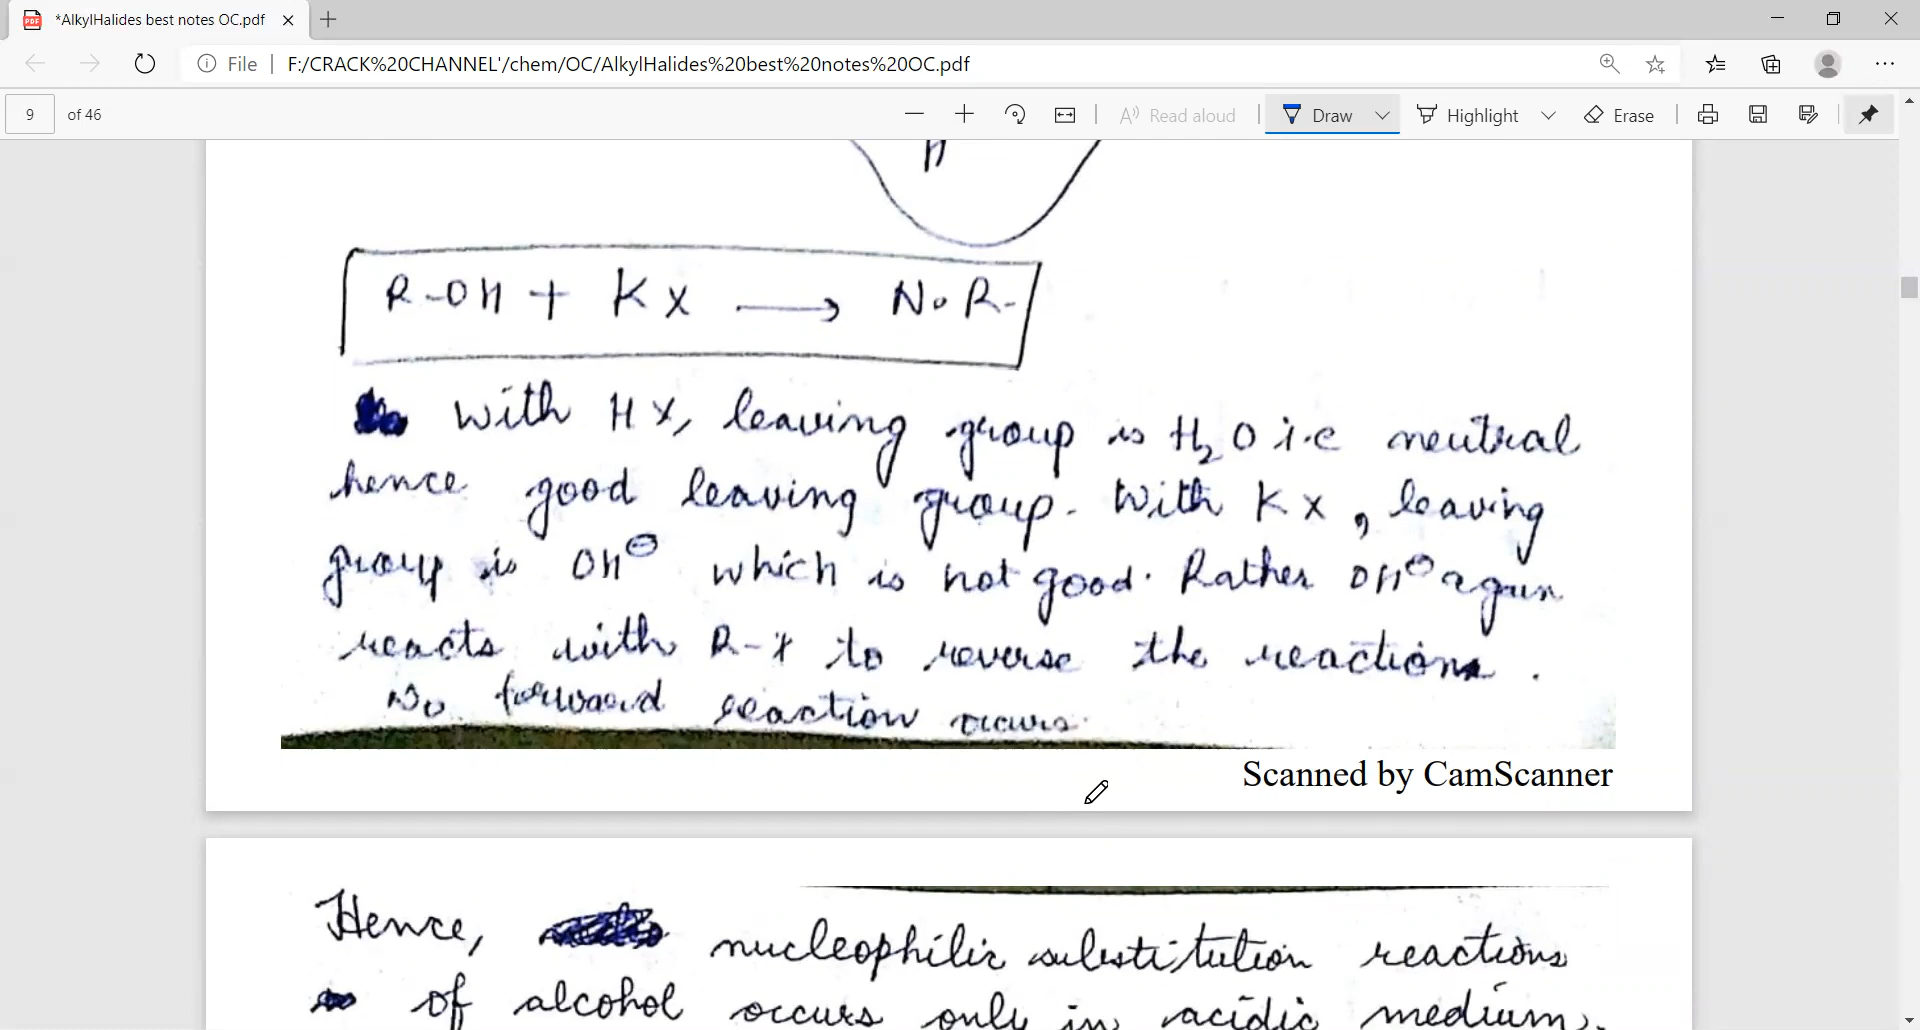 *AlkylHalides best notes OC.pdf
File F:/CRACK%20CHANNEL'/chem/OC/AlkylHalides%20best%20notes%20OC.pdf
9 of 46 Read aloud Draw Highlight Erase
H
R-OH + KX → No R-
With HX, leaving group is H₂O i.e neutral
hence good leaving group. With KX, leaving
group is OH⊖ which is not good. Rather OH⊖ again
reacts with R-X to reverse the reaction.
No forward reaction occurs.
Scanned by CamScanner
Hence, nucleophilic substitution reactions
of alcohol occurs only in acidic medium.